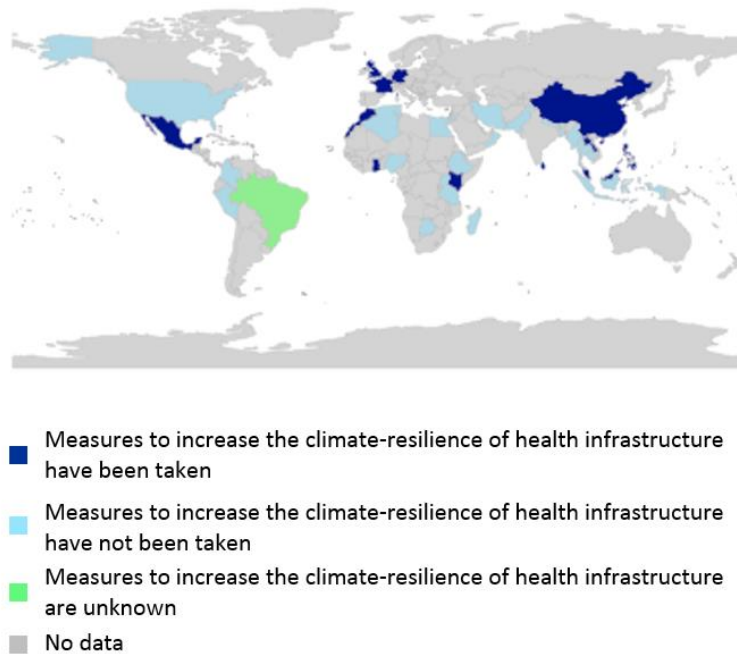 Measures to increase the climate-resilience of health infrastructure
have been taken
Measures to increase the climate-resilience of health infrastructure
have not been taken
Measures to increase the climate-resilience of health infrastructure
are unknown
No data